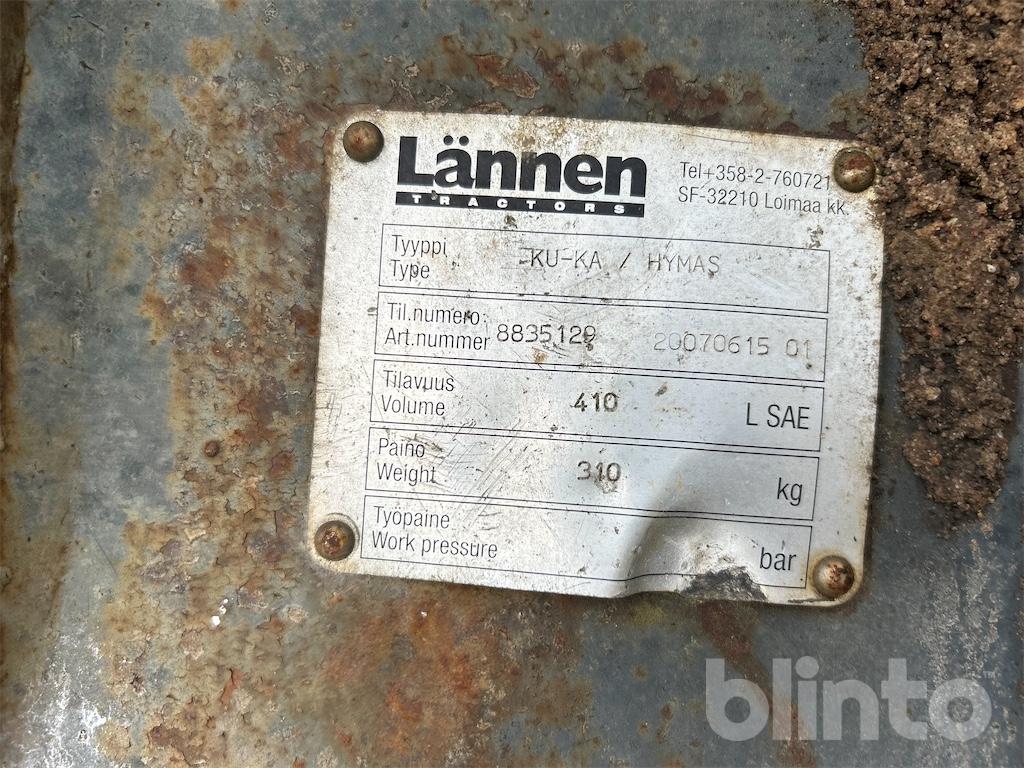 Lännen
TRACTORS
Tel+358-2-760721
SF-32210 Loimaa kk.
Tyyppi
Type
KU-KA / HYMAS
Til.numero:
Art.nummer
8835129 20070615 01
Tilavuus
Volume
410 L SAE
Paino
Weight
310 kg
Työpaine
Work pressure
bar
blinto